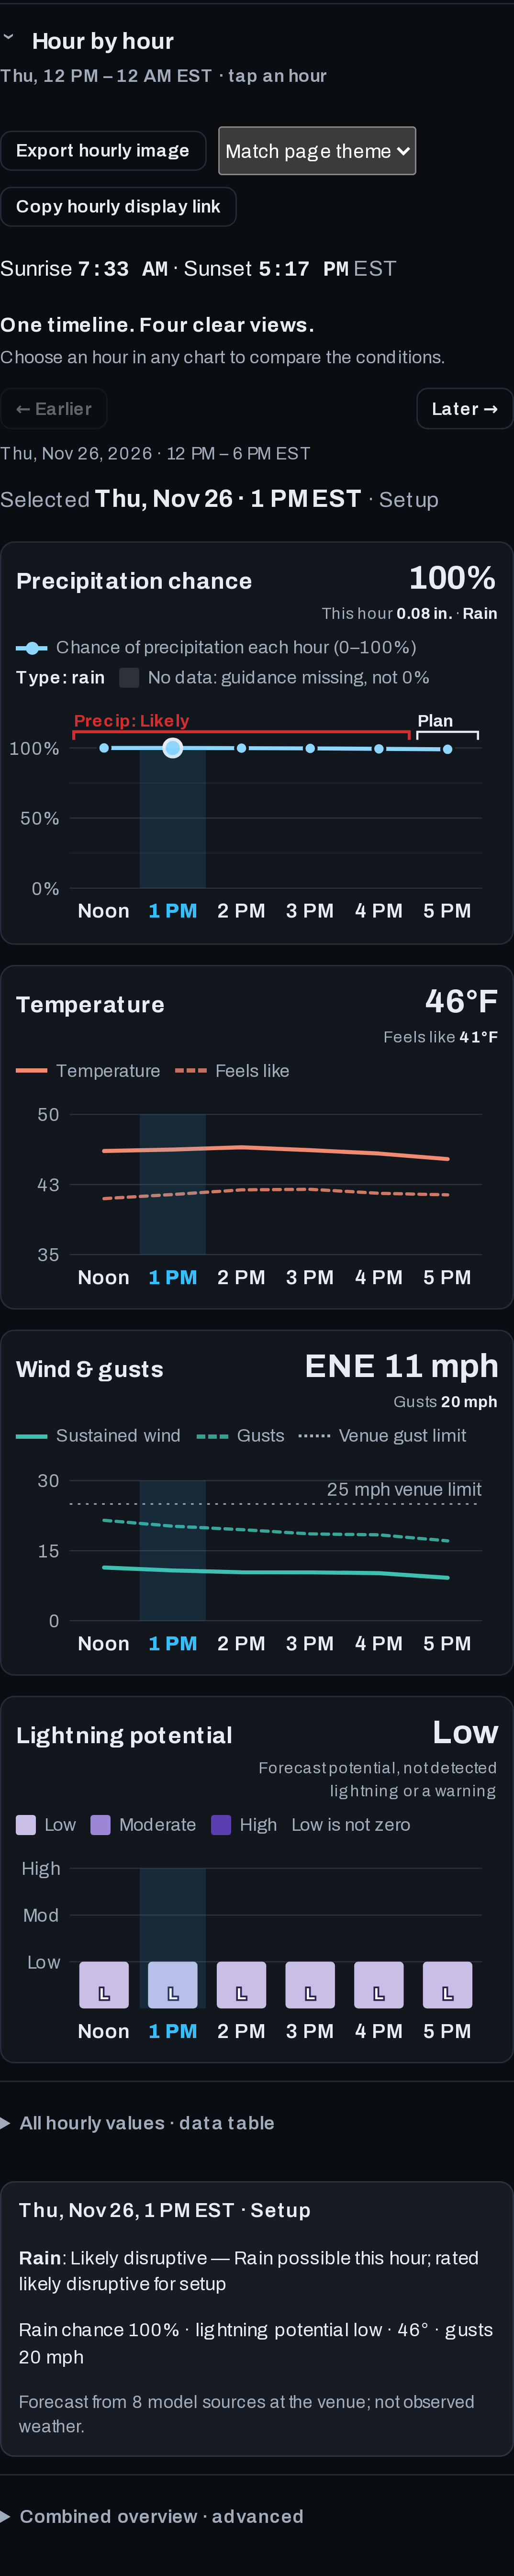 Hour by hour
Thu, 12 PM – 12 AM EST · tap an hour
Export hourly image
Match page theme
Copy hourly display link
Sunrise 7:33 AM · Sunset 5:17 PM EST
One timeline. Four clear views.
Choose an hour in any chart to compare the conditions.
← Earlier
Later →
Thu, Nov 26, 2026 · 12 PM – 6 PM EST
Selected Thu, Nov 26 · 1 PM EST · Setup
Precipitation chance
100%
This hour 0.08 in. · Rain
Chance of precipitation each hour (0–100%)
Type: rain No data: guidance missing, not 0%
Precip: Likely
Plan
100%
50%
0%
Noon 1 PM 2 PM 3 PM 4 PM 5 PM
Temperature
46°F
Feels like 41°F
Temperature Feels like
50
43
35
Noon 1 PM 2 PM 3 PM 4 PM 5 PM
Wind & gusts
ENE 11 mph
Gusts 20 mph
Sustained wind Gusts Venue gust limit
30
25 mph venue limit
15
0
Noon 1 PM 2 PM 3 PM 4 PM 5 PM
Lightning potential
Low
Forecast potential, not detected
lightning or a warning
Low Moderate High Low is not zero
High
Mod
Low
L L L L L L
Noon 1 PM 2 PM 3 PM 4 PM 5 PM
All hourly values · data table
Thu, Nov 26, 1 PM EST · Setup
Rain: Likely disruptive — Rain possible this hour; rated
likely disruptive for setup
Rain chance 100% · lightning potential low · 46° · gusts
20 mph
Forecast from 8 model sources at the venue; not observed
weather.
Combined overview · advanced